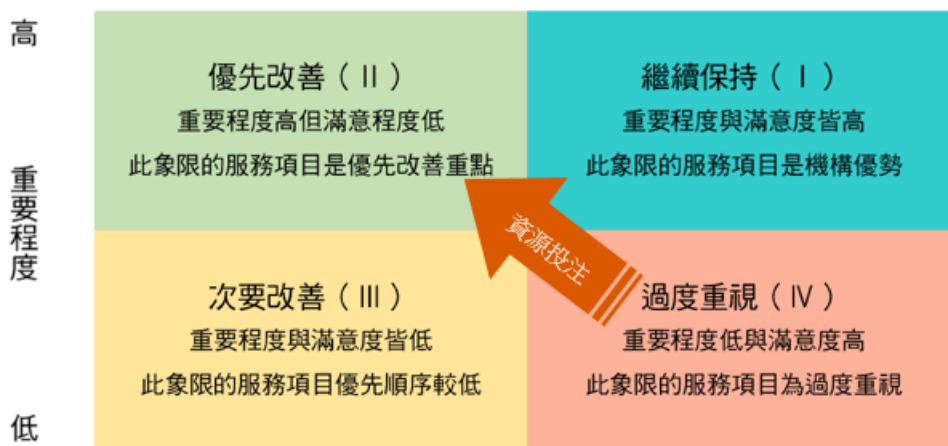 高
重要程度
低
優先改善（Ⅱ）
重要程度高但滿意程度低
此象限的服務項目是優先改善重點
繼續保持（Ⅰ）
重要程度與滿意度皆高
此象限的服務項目是機構優勢
資源投注
次要改善（Ⅲ）
重要程度與滿意度皆低
此象限的服務項目優先順序較低
過度重視（Ⅳ）
重要程度低與滿意度高
此象限的服務項目為過度重視